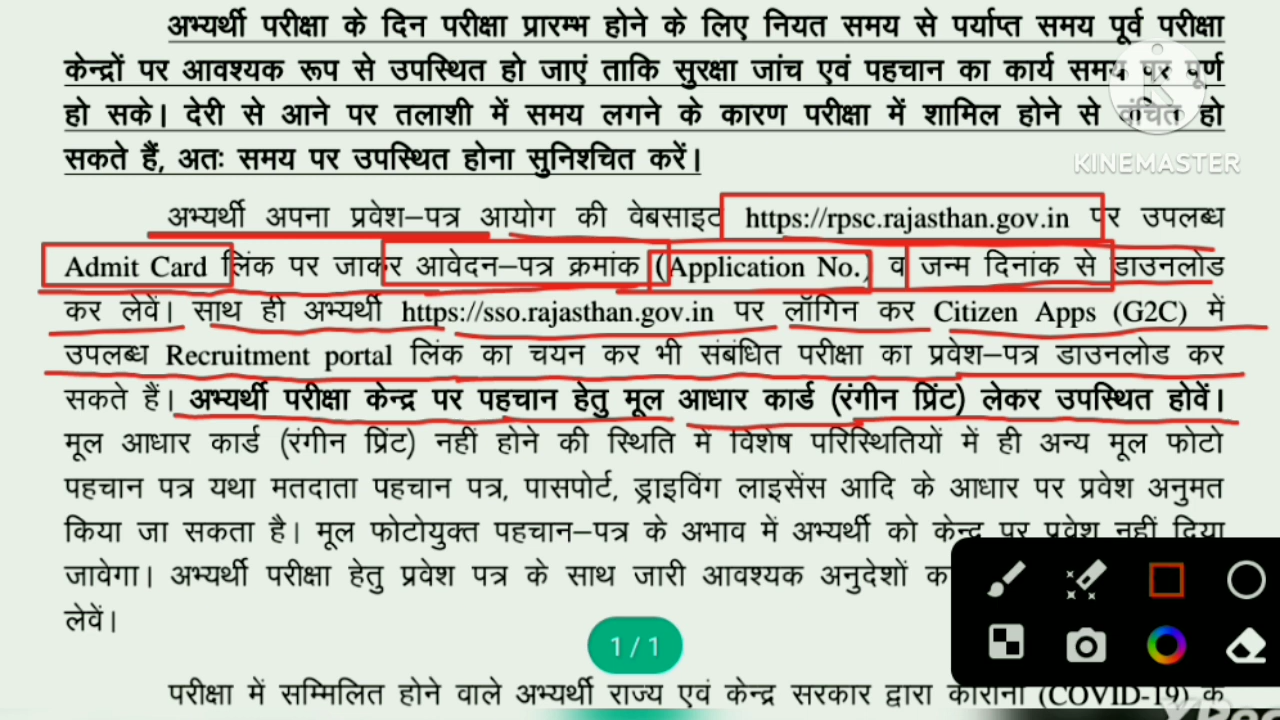 अभ्यर्थी परीक्षा के दिन परीक्षा प्रारम्भ होने के लिए नियत समय से पर्याप्त समय पूर्व परीक्षा
केन्द्रों पर आवश्यक रूप से उपस्थित हो जाएं ताकि सुरक्षा जांच एवं पहचान का कार्य समय पर पूर्ण
हो सके। देरी से आने पर तलाशी में समय लगने के कारण परीक्षा में शामिल होने से वंचित हो
सकते हैं, अतः समय पर उपस्थित होना सुनिश्चित करें।
KINEMASTER
अभ्यर्थी अपना प्रवेश–पत्र आयोग की वेबसाइट https://rpsc.rajasthan.gov.in पर उपलब्ध
Admit Card लिंक पर जाकर आवेदन–पत्र क्रमांक (Application No.) व जन्म दिनांक से डाउनलोड
कर लेवें। साथ ही अभ्यर्थी https://sso.rajasthan.gov.in पर लॉगिन कर Citizen Apps (G2C) में
उपलब्ध Recruitment portal लिंक का चयन कर भी संबंधित परीक्षा का प्रवेश–पत्र डाउनलोड कर
सकते हैं। अभ्यर्थी परीक्षा केन्द्र पर पहचान हेतु मूल आधार कार्ड (रंगीन प्रिंट) लेकर उपस्थित होवें।
मूल आधार कार्ड (रंगीन प्रिंट) नहीं होने की स्थिति में विशेष परिस्थितियों में ही अन्य मूल फोटो
पहचान पत्र यथा मतदाता पहचान पत्र, पासपोर्ट, ड्राइविंग लाइसेंस आदि के आधार पर प्रवेश अनुमत
किया जा सकता है। मूल फोटोयुक्त पहचान–पत्र के अभाव में अभ्यर्थी को केन्द्र पर प्रवेश नहीं दिया
जावेगा। अभ्यर्थी परीक्षा हेतु प्रवेश पत्र के साथ जारी आवश्यक अनुदेशों
लेवें।
1 / 1
परीक्षा में सम्मिलित होने वाले अभ्यर्थी राज्य एवं केन्द्र सरकार द्वारा कोरोना (COVID-19) के